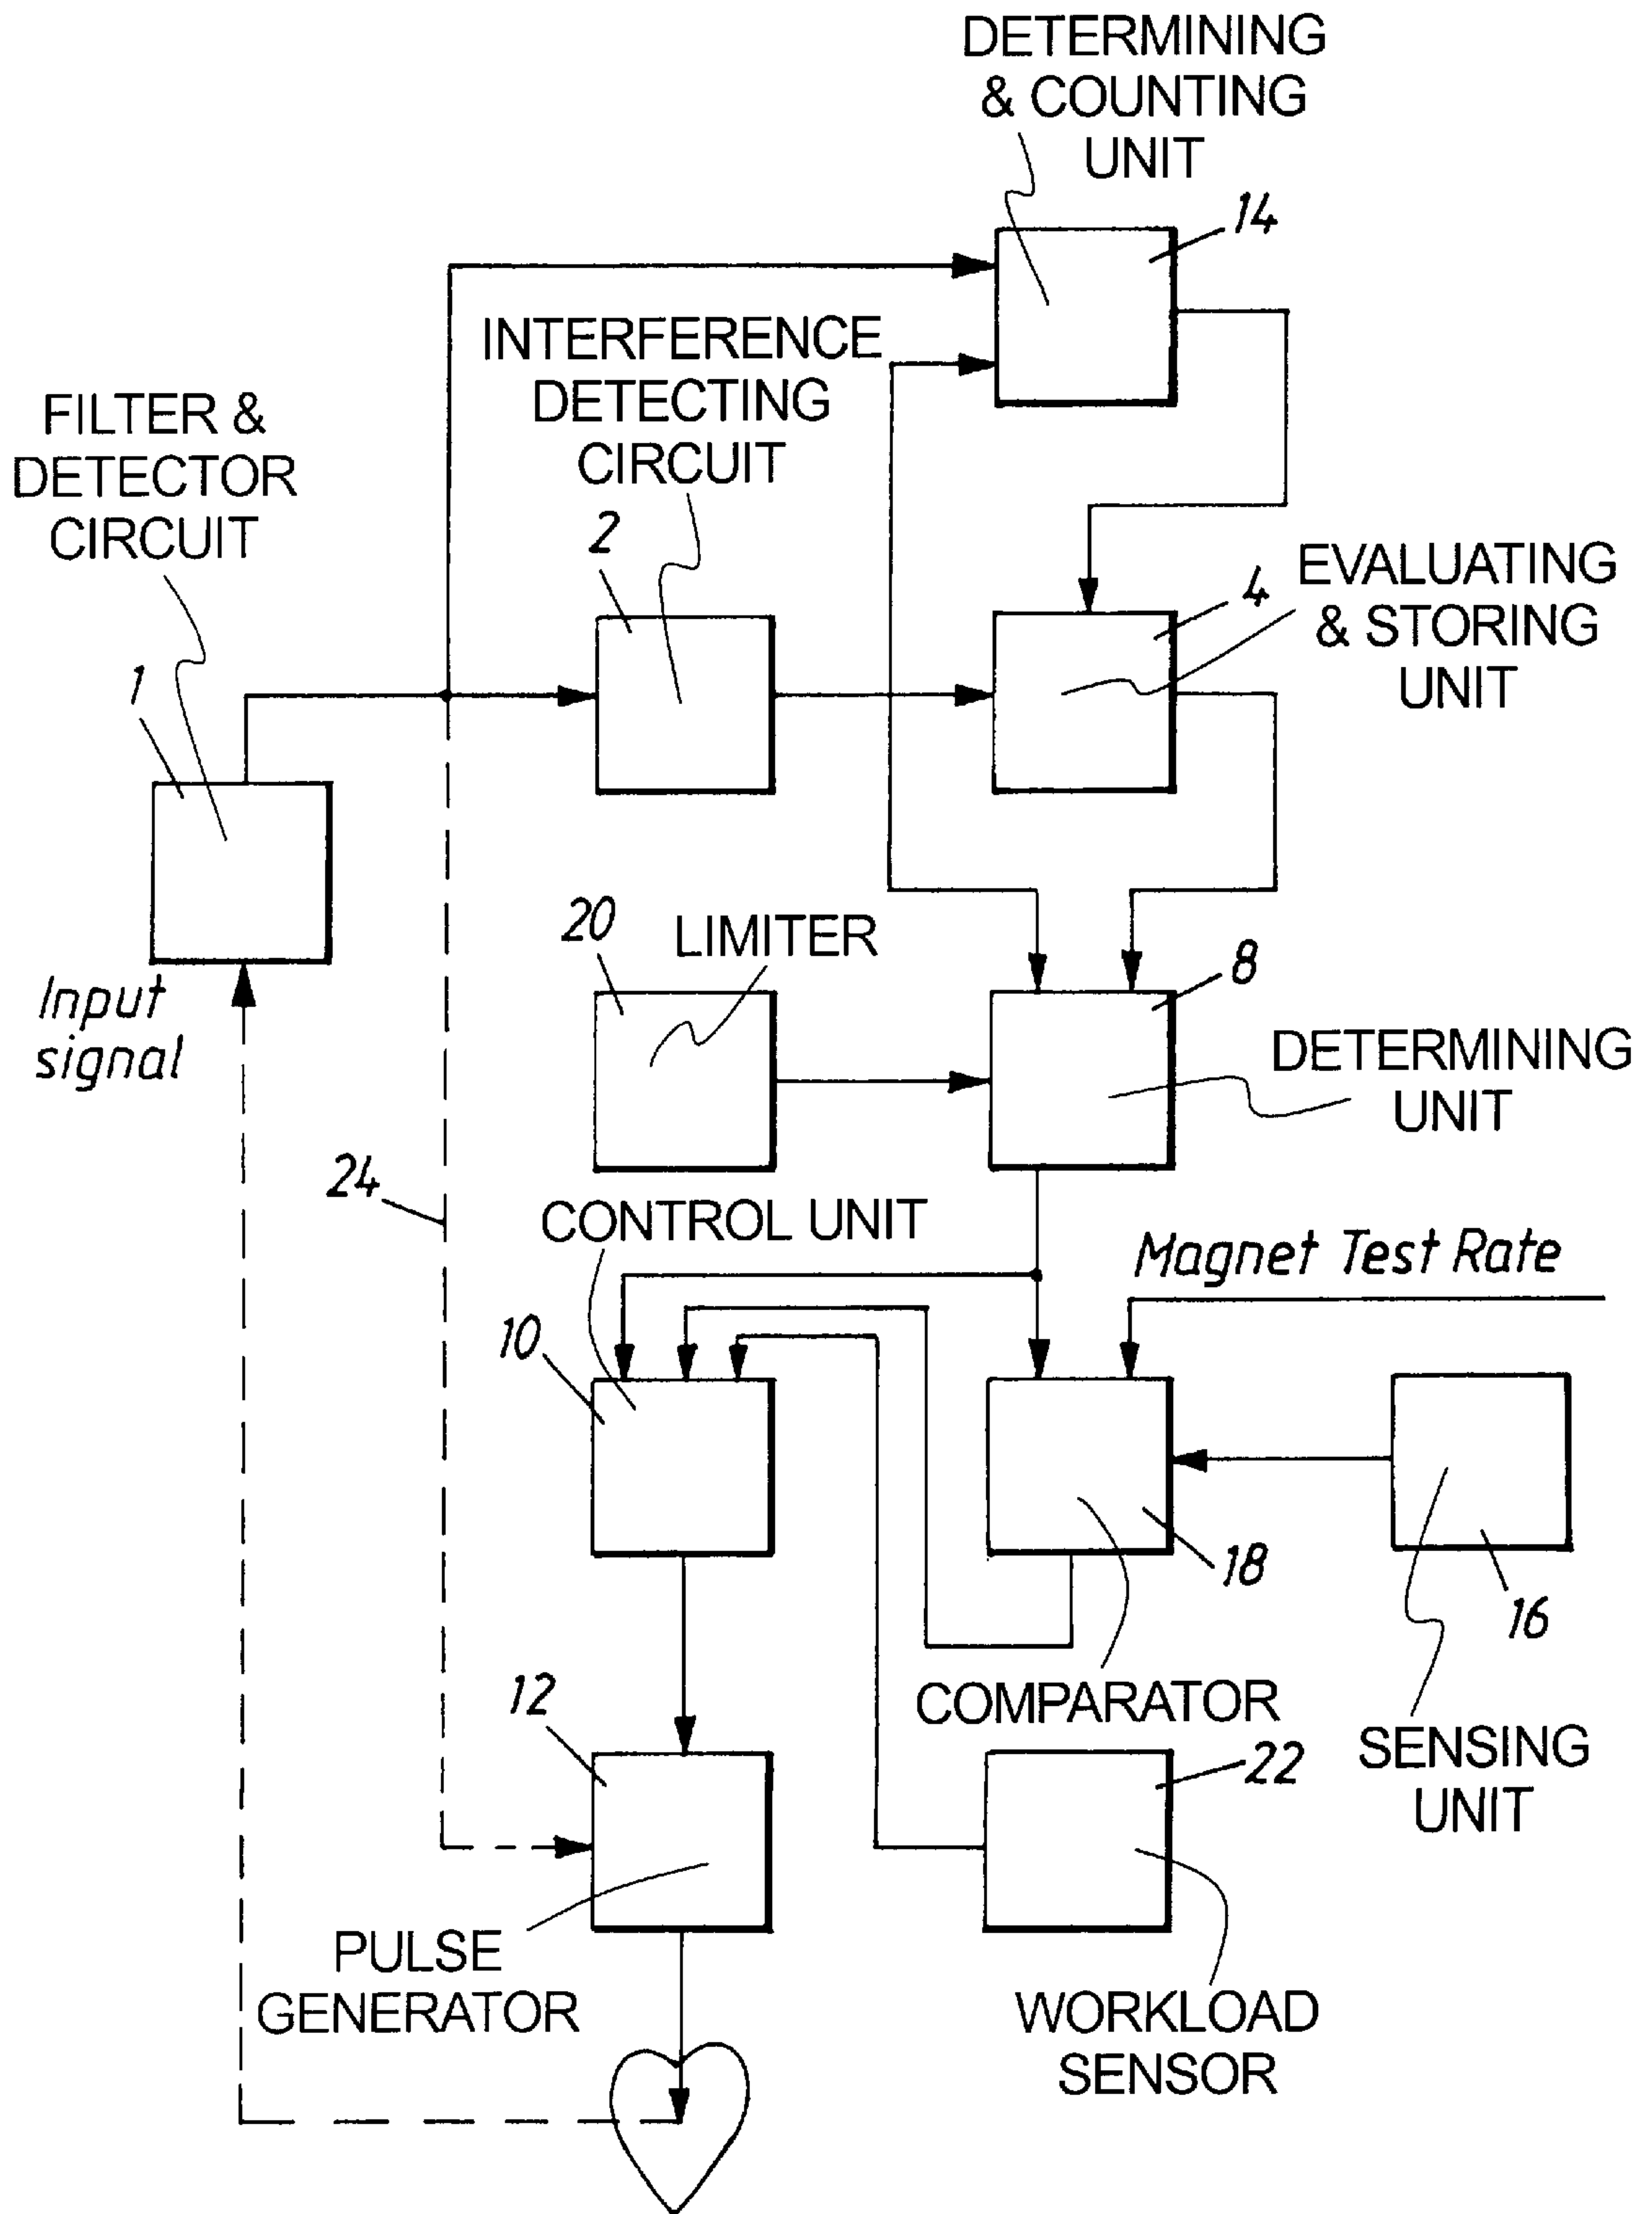 DETERMINING
& COUNTING
UNIT
14
INTERFERENCE
DETECTING
CIRCUIT
2
FILTER &
DETECTOR
CIRCUIT
1
EVALUATING
& STORING
UNIT
4
Input
signal
20
LIMITER
8
DETERMINING
UNIT
24
CONTROL UNIT
Magnet Test Rate
10
18
16
COMPARATOR
SENSING
UNIT
12
22
PULSE
GENERATOR
WORKLOAD
SENSOR